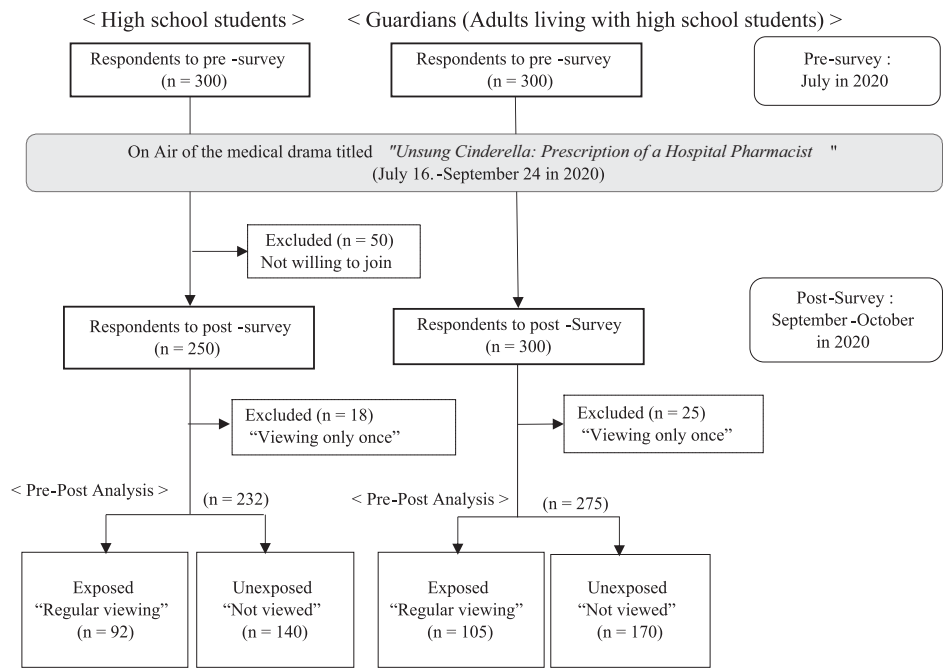 < High school students >
< Guardians (Adults living with high school students) >
Respondents to pre -survey
(n = 300)
Respondents to pre -survey
(n = 300)
Pre-survey :
July in 2020
On Air of the medical drama titled "Unsung Cinderella: Prescription of a Hospital Pharmacist "
(July 16.-September 24 in 2020)
Excluded (n = 50)
Not willing to join
Respondents to post -survey
(n = 250)
Respondents to post -Survey
(n = 300)
Post-Survey :
September -October
in 2020
Excluded (n = 18)
“Viewing only once”
Excluded (n = 25)
“Viewing only once”
< Pre-Post Analysis >
(n = 232)
< Pre-Post Analysis >
(n = 275)
Exposed
“Regular viewing”
(n = 92)
Unexposed
“Not viewed”
(n = 140)
Exposed
“Regular viewing”
(n = 105)
Unexposed
“Not viewed”
(n = 170)